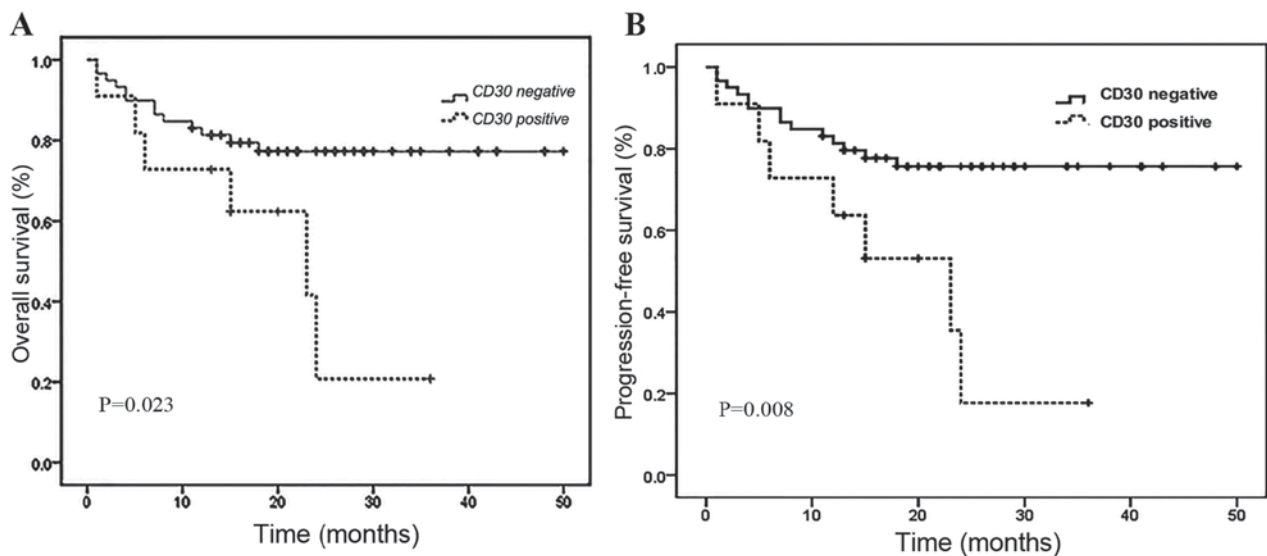 A
Overall survival (%)
1.0
0.8
0.6
0.4
0.2
0.0
CD30 negative
CD30 positive
P=0.023
0 10 20 30 40 50
Time (months)
B
Progression-free survival (%)
1.0
0.8
0.6
0.4
0.2
0.0
CD30 negative
CD30 positive
P=0.008
0 10 20 30 40 50
Time (months)